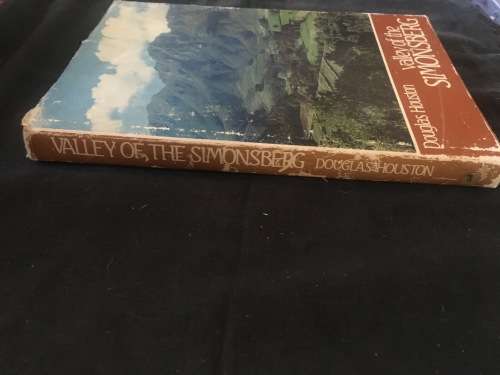 Valley of the
SIMONSBERG
Douglas Houston
VALLEY OF THE SIMONSBERG DOUGLAS HOUSTON